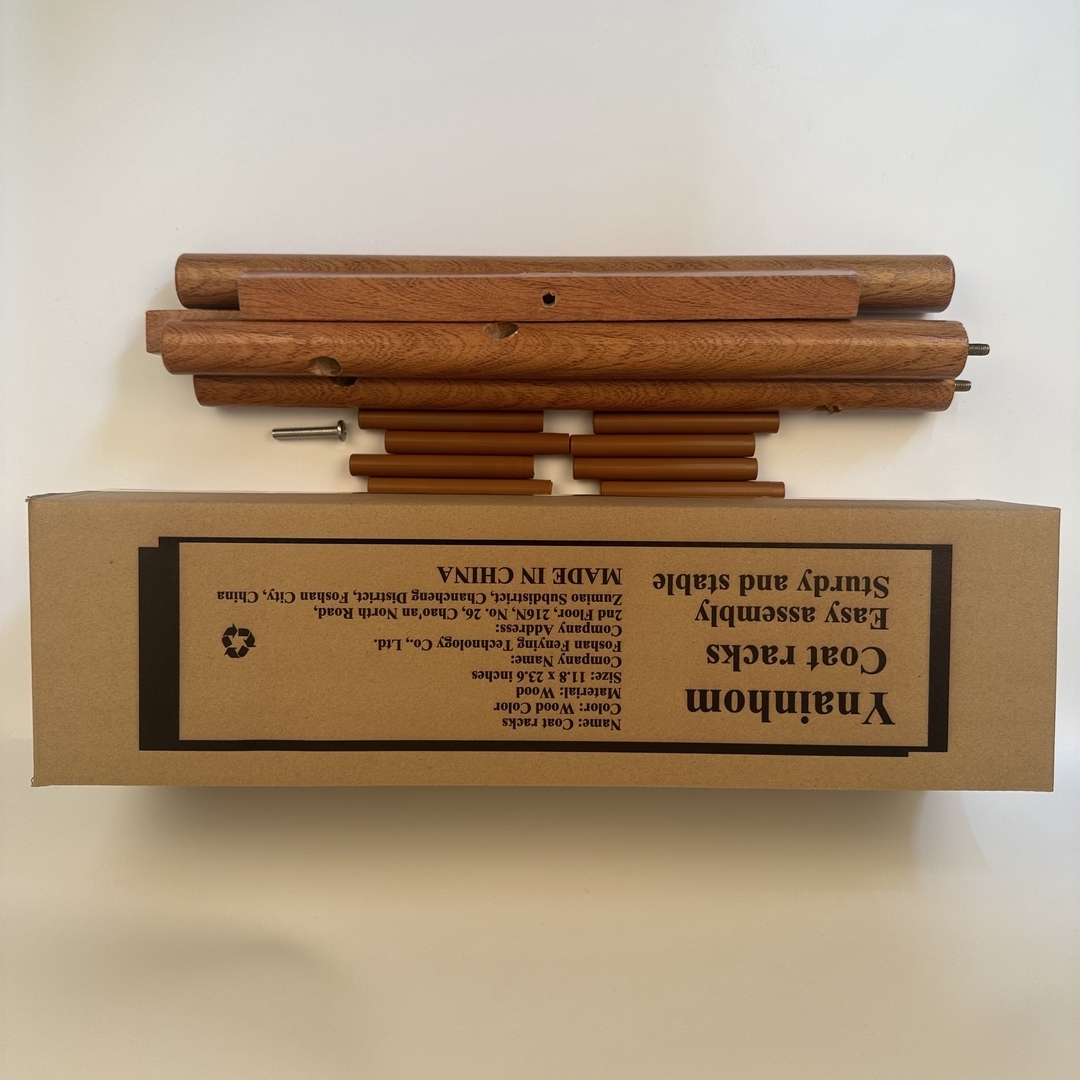 Ynainhom
Coat racks
Easy assembly
Sturdy and stable
Name: Coat racks
Color: Wood Color
Material: Wood
Size: 11.8 x 23.6 inches
Company Name:
Foshan Fenying Technology Co., Ltd.
Company Address:
2nd Floor, 216N, No. 26, Chao'an North Road,
Zumiao Subdistrict, Chancheng District, Foshan City, China
MADE IN CHINA